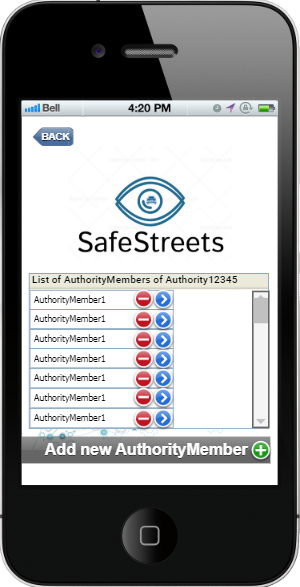 Bell 4:20 PM
BACK
SafeStreets
List of AuthorityMembers of Authority12345
AuthorityMember1
AuthorityMember1
AuthorityMember1
AuthorityMember1
AuthorityMember1
AuthorityMember1
AuthorityMember1
Add new AuthorityMember